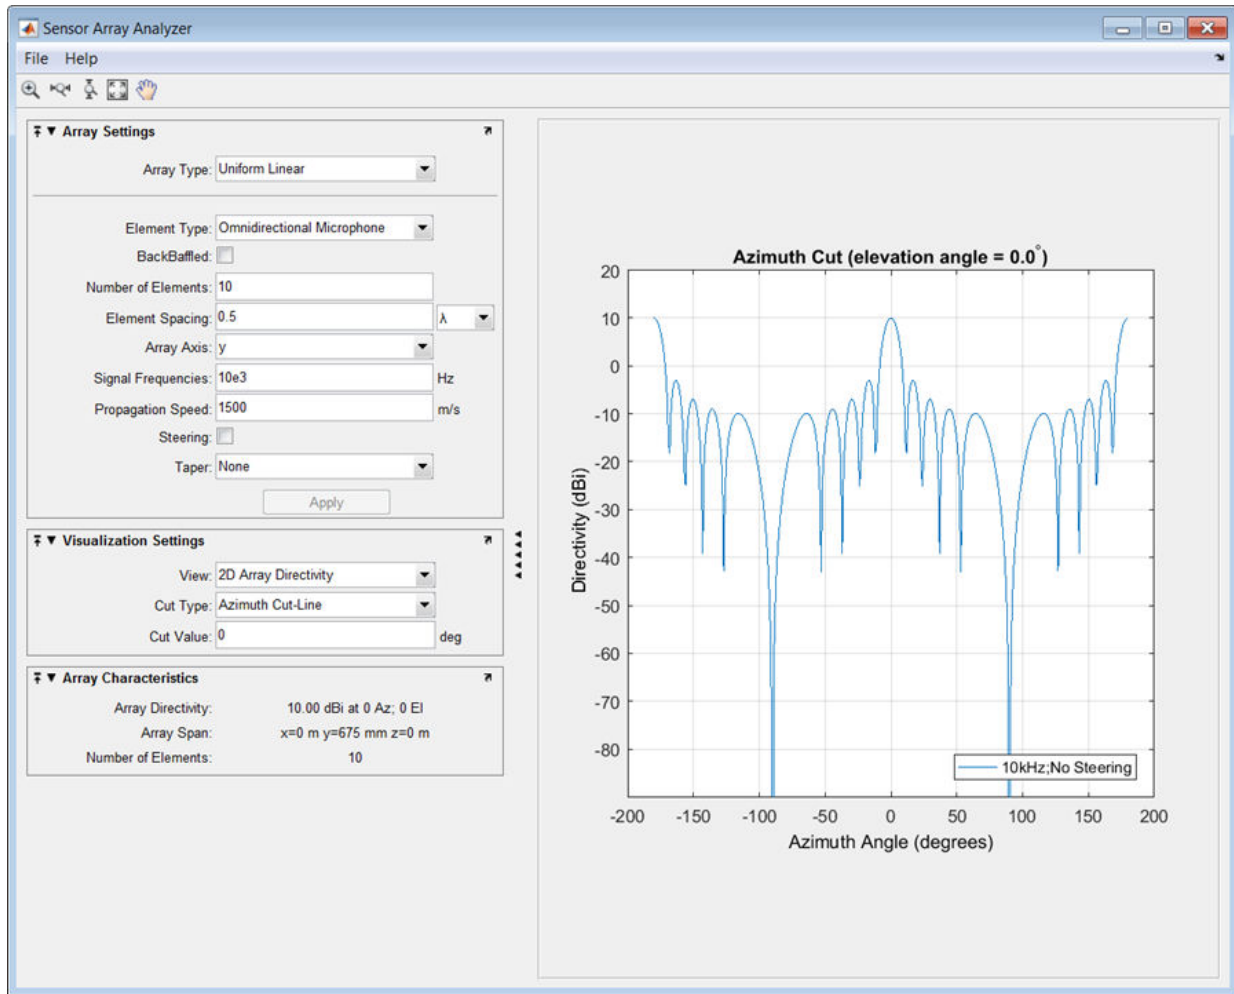 Sensor Array Analyzer
File Help
Array Settings
Array Type: Uniform Linear
Element Type: Omnidirectional Microphone
BackBaffled:
Number of Elements: 10
Element Spacing: 0.5 λ
Array Axis: y
Signal Frequencies: 10e3 Hz
Propagation Speed: 1500 m/s
Steering:
Taper: None
Apply
Visualization Settings
View: 2D Array Directivity
Cut Type: Azimuth Cut-Line
Cut Value: 0 deg
Array Characteristics
Array Directivity: 10.00 dBi at 0 Az; 0 El
Array Span: x=0 m y=675 mm z=0 m
Number of Elements: 10
Azimuth Cut (elevation angle = 0.0°)
20
10
0
-10
-20
-30
-40
-50
-60
-70
-80
Directivity (dBi)
10kHz;No Steering
-200 -150 -100 -50 0 50 100 150 200
Azimuth Angle (degrees)